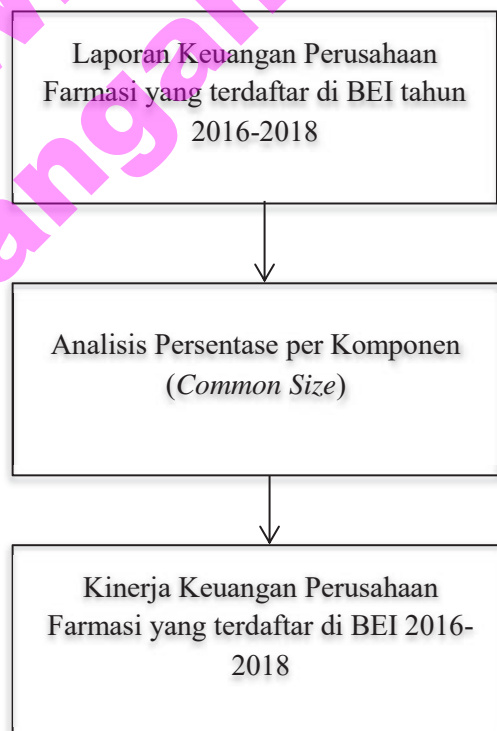 Laporan Keuangan Perusahaan
Farmasi yang terdaftar di BEI tahun
2016-2018
Analisis Persentase per Komponen
(Common Size)
Kinerja Keuangan Perusahaan
Farmasi yang terdaftar di BEI 2016-
2018